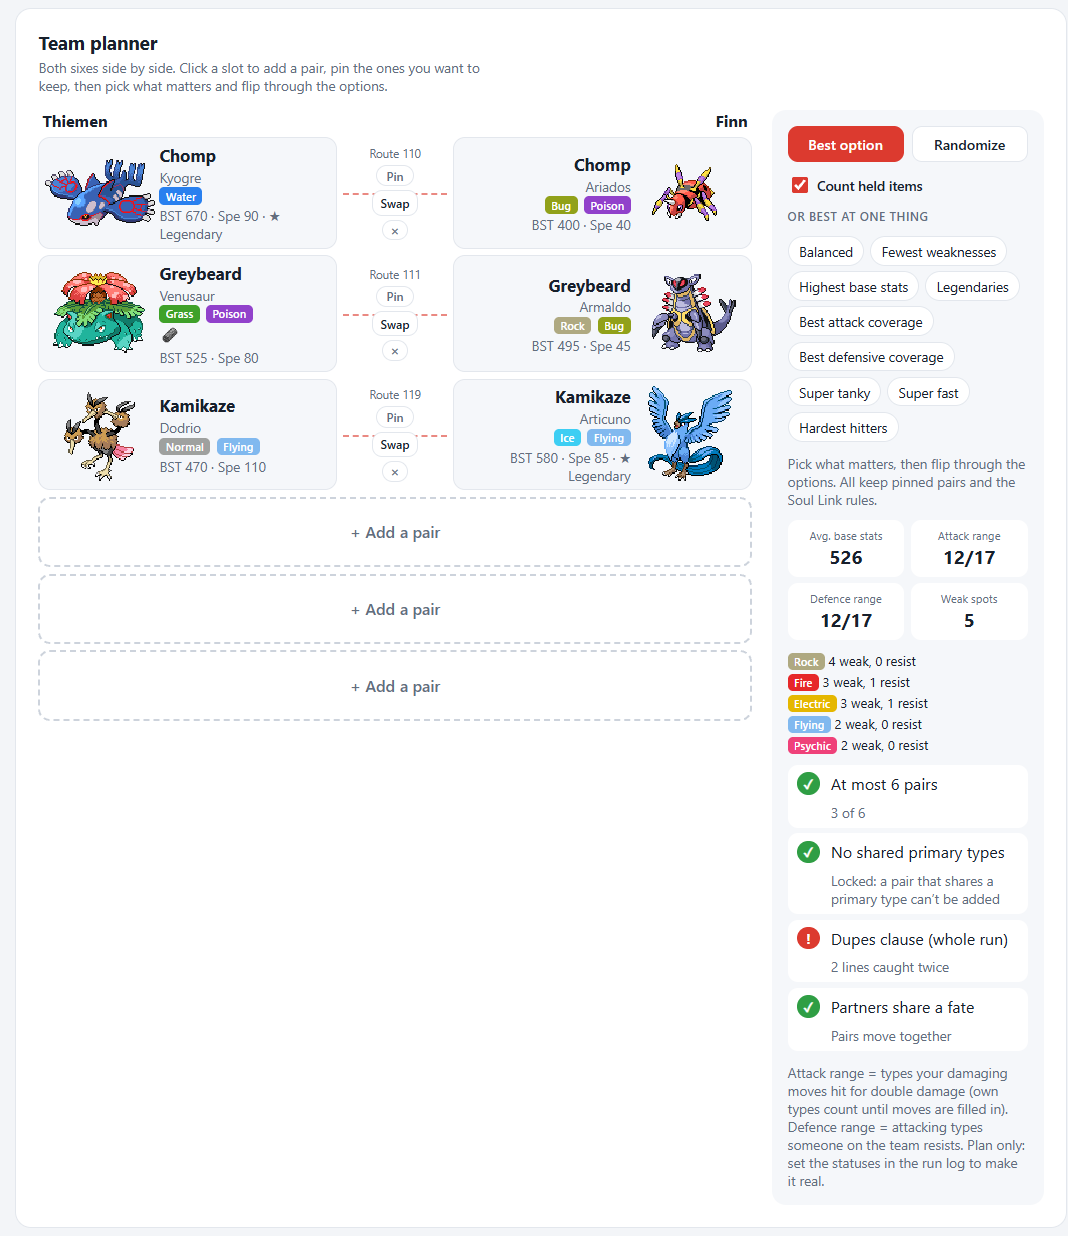 Team planner
Both sixes side by side. Click a slot to add a pair, pin the ones you want to
keep, then pick what matters and flip through the options.
Thiemen
Finn
Chomp
Kyogre
Water
BST 670 · Spe 90 · ★
Legendary
Route 110
Pin
Swap
×
Chomp
Ariados
Bug Poison
BST 400 · Spe 40
Greybeard
Venusaur
Grass Poison
BST 525 · Spe 80
Route 111
Pin
Swap
×
Greybeard
Armaldo
Rock Bug
BST 495 · Spe 45
Kamikaze
Dodrio
Normal Flying
BST 470 · Spe 110
Route 119
Pin
Swap
×
Kamikaze
Articuno
Ice Flying
BST 580 · Spe 85 · ★
Legendary
+ Add a pair
+ Add a pair
+ Add a pair
Best option Randomize
Count held items
OR BEST AT ONE THING
Balanced Fewest weaknesses
Highest base stats Legendaries
Best attack coverage
Best defensive coverage
Super tanky Super fast
Hardest hitters
Pick what matters, then flip through the
options. All keep pinned pairs and the
Soul Link rules.
Avg. base stats
526
Attack range
12/17
Defence range
12/17
Weak spots
5
Rock 4 weak, 0 resist
Fire 3 weak, 1 resist
Electric 3 weak, 1 resist
Flying 2 weak, 0 resist
Psychic 2 weak, 0 resist
At most 6 pairs
3 of 6
No shared primary types
Locked: a pair that shares a
primary type can't be added
Dupes clause (whole run)
2 lines caught twice
Partners share a fate
Pairs move together
Attack range = types your damaging
moves hit for double damage (own
types count until moves are filled in).
Defence range = attacking types
someone on the team resists. Plan only:
set the statuses in the run log to make
it real.